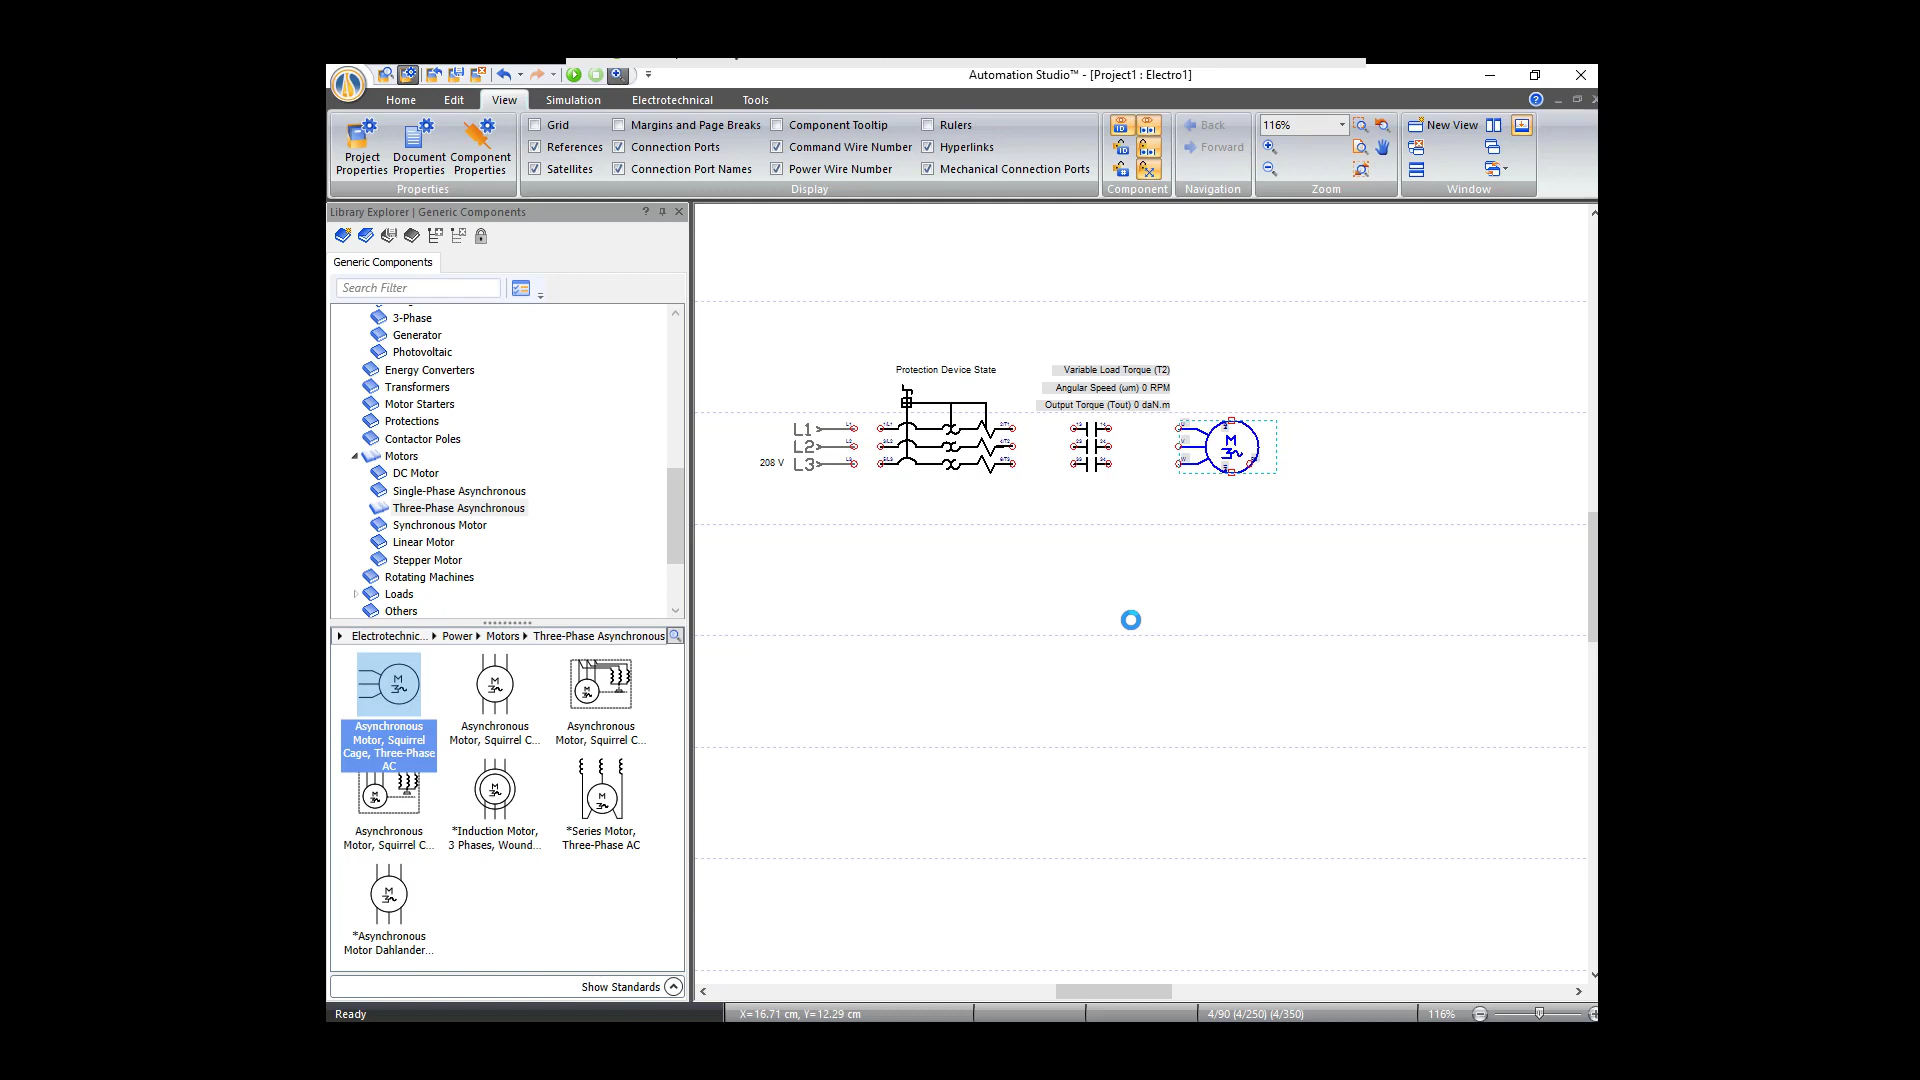 Automation Studio™ - [Project1 : Electro1]
Home Edit View Simulation Electrotechnical Tools
Grid Margins and Page Breaks Component Tooltip Rulers
References Connection Ports Command Wire Number Hyperlinks
Satellites Connection Port Names Power Wire Number Mechanical Connection Ports
Project Properties
Document Properties
Component Properties
Back
Forward
116%
New View
Properties Display Component Navigation Zoom Window
Library Explorer | Generic Components
Generic Components
Search Filter
3-Phase
Generator
Photovoltaic
Energy Converters
Transformers
Motor Starters
Protections
Contactor Poles
Motors
DC Motor
Single-Phase Asynchronous
Three-Phase Asynchronous
Synchronous Motor
Linear Motor
Stepper Motor
Rotating Machines
Loads
Others
Electrotechnic... Power Motors Three-Phase Asynchronous
Asynchronous
Motor, Squirrel
Cage, Three-Phase
AC
Asynchronous
Motor, Squirrel C...
Asynchronous
Motor, Squirrel C...
Asynchronous
Motor, Squirrel C...
*Induction Motor,
3 Phases, Wound...
*Series Motor,
Three-Phase AC
*Asynchronous
Motor Dahlander...
Show Standards
Protection Device State
Variable Load Torque (T2)
Angular Speed (ωm) 0 RPM
Output Torque (Tout) 0 daN.m
L1
L2
208 V L3
M
3~
Ready X=16.71 cm, Y=12.29 cm 4/90 (4/250) (4/350) 116%